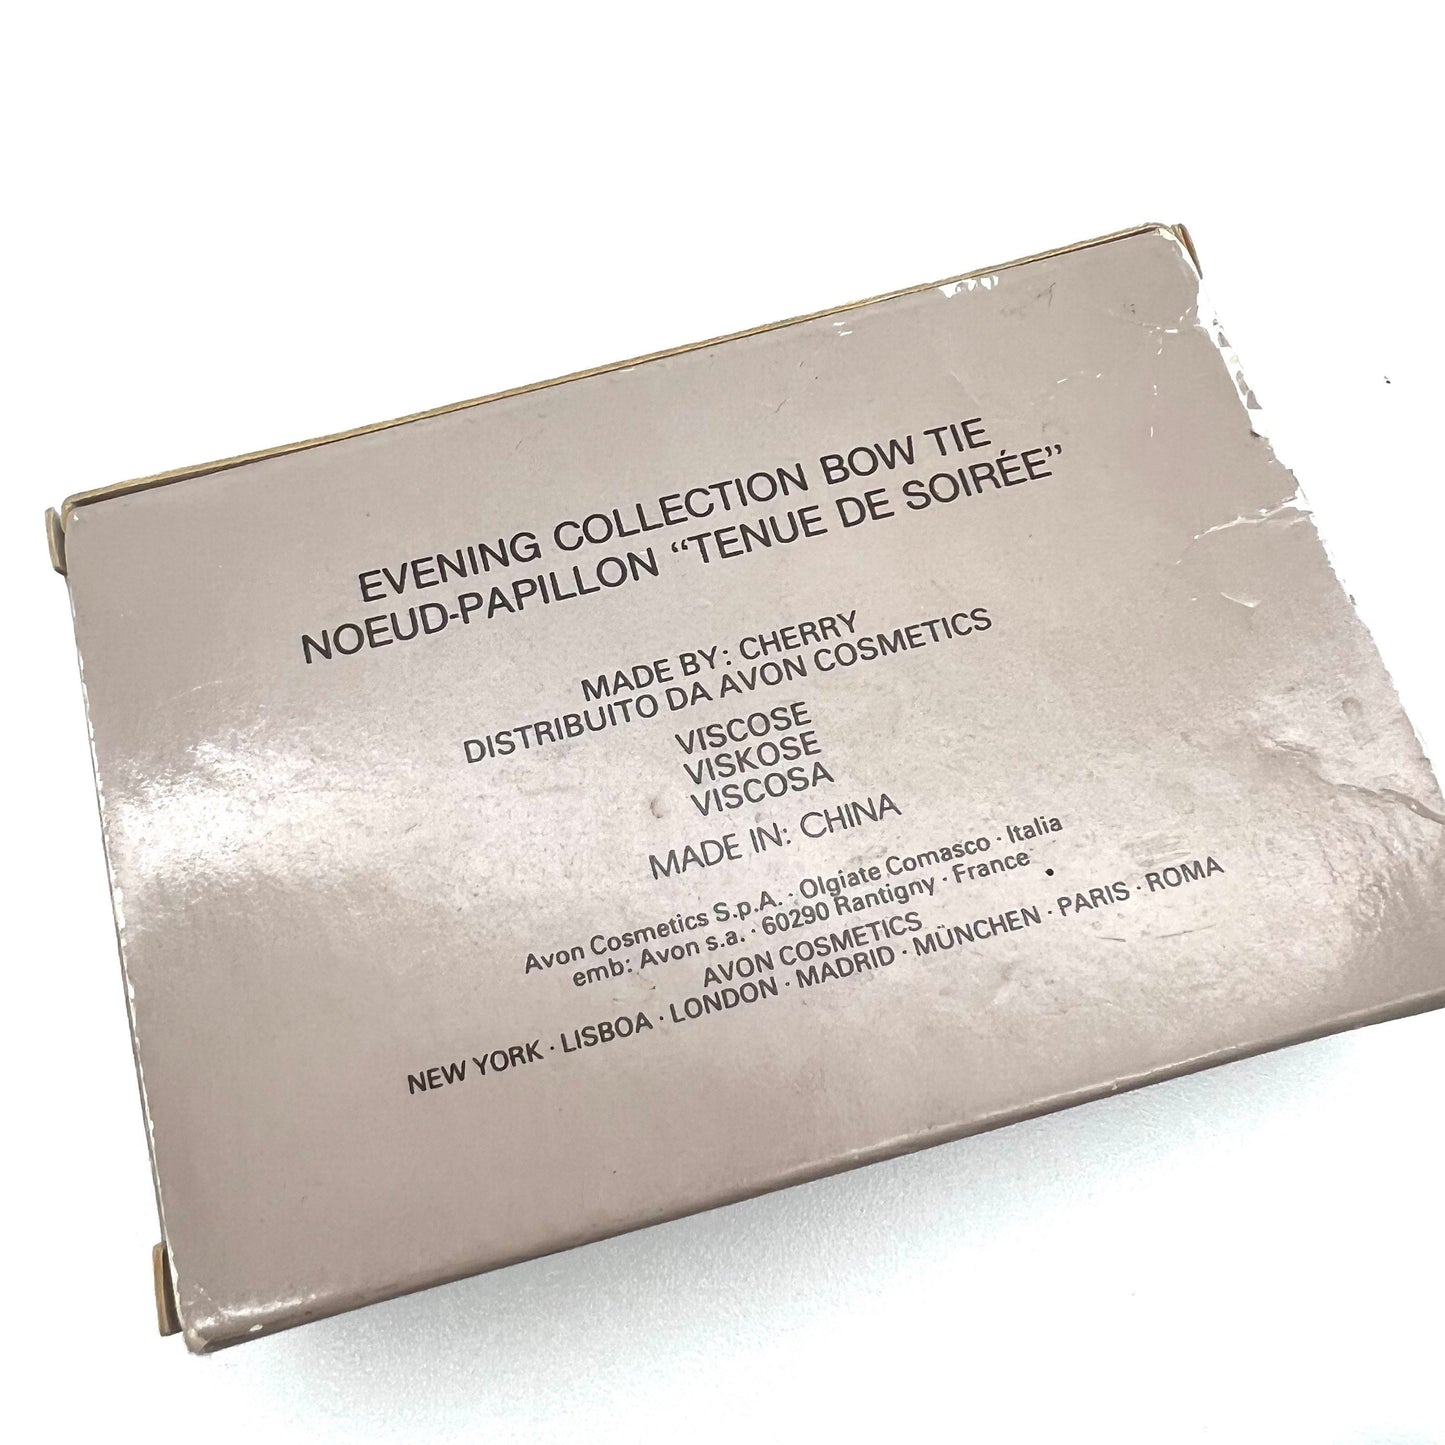 EVENING COLLECTION BOW TIE
NOEUD-PAPILLON “TENUE DE SOIRÉE”
MADE BY: CHERRY
DISTRIBUITO DA AVON COSMETICS
VISCOSE
VISKOSE
VISCOSA
MADE IN: CHINA
Avon Cosmetics S.p.A. · Olgiate Comasco · Italia
emb: Avon s.a. · 60290 Rantigny · France
AVON COSMETICS
NEW YORK · LISBOA · LONDON · MADRID · MÜNCHEN · PARIS · ROMA